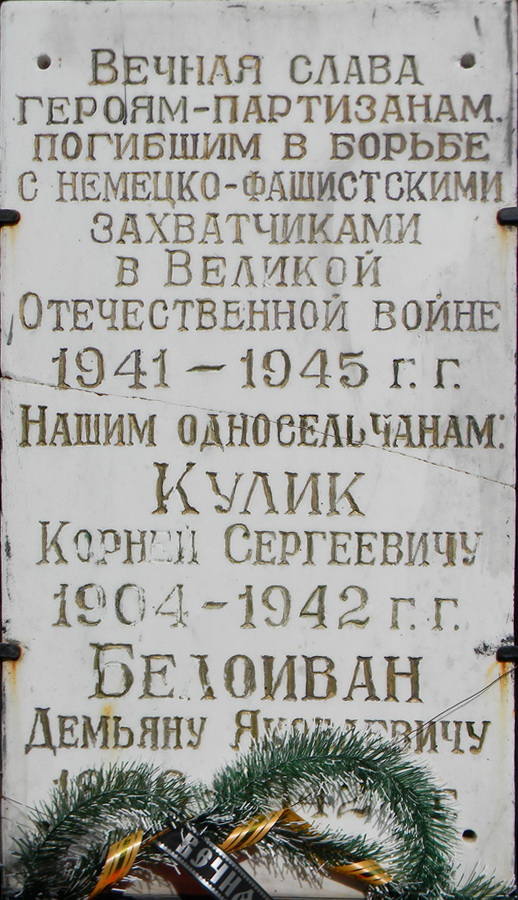 Вечная слава
героям-партизанам,
погибшим в борьбе
с немецко-фашистскими
захватчиками
в Великой
Отечественной войне
1941 – 1945 г. г.
Нашим односельчанам:
Кулик
Корней Сергеевичу
1904 – 1942 г. г.
Белоиван
Демьяну Яковлевичу